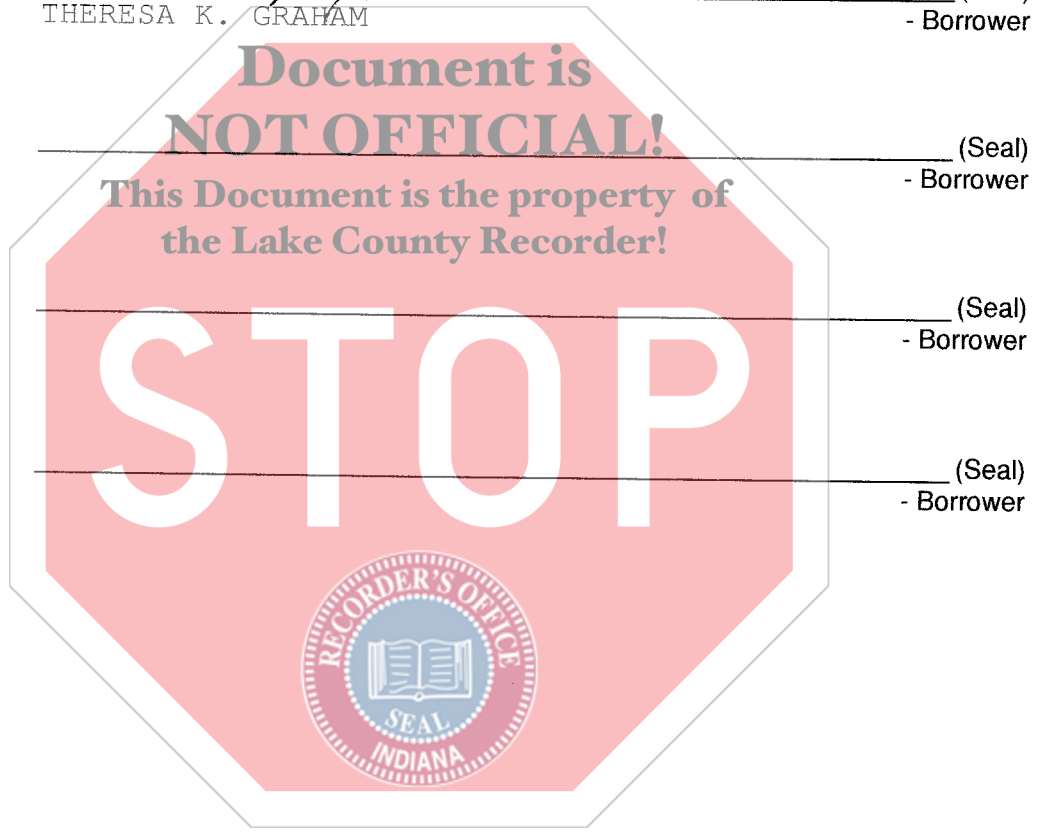 THERESA K. GRAHAM
- Borrower
Document is
NOT OFFICIAL!
(Seal)
- Borrower
This Document is the property of
the Lake County Recorder!
(Seal)
- Borrower
STOP
(Seal)
- Borrower
RECORDER'S OFFICE
SEAL
INDIANA